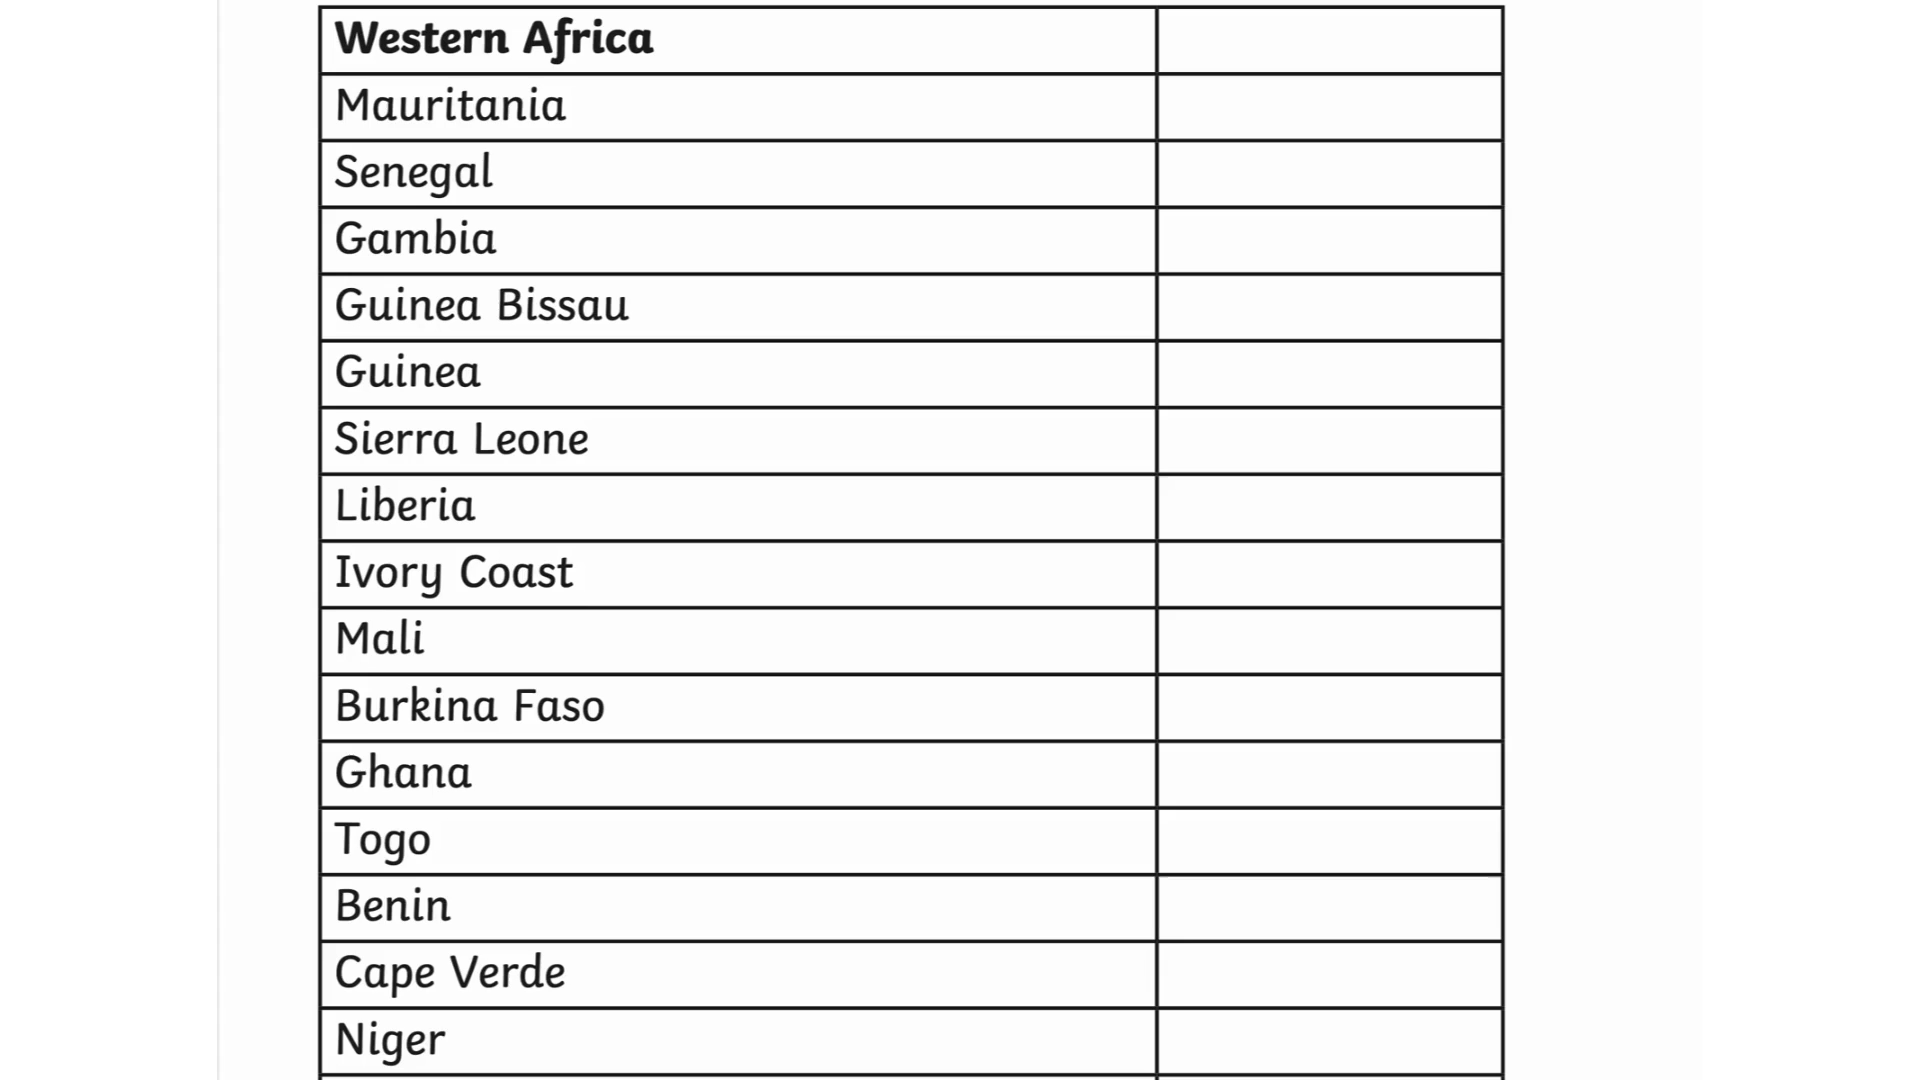 Western Africa
Mauritania
Senegal
Gambia
Guinea Bissau
Guinea
Sierra Leone
Liberia
Ivory Coast
Mali
Burkina Faso
Ghana
Togo
Benin
Cape Verde
Niger